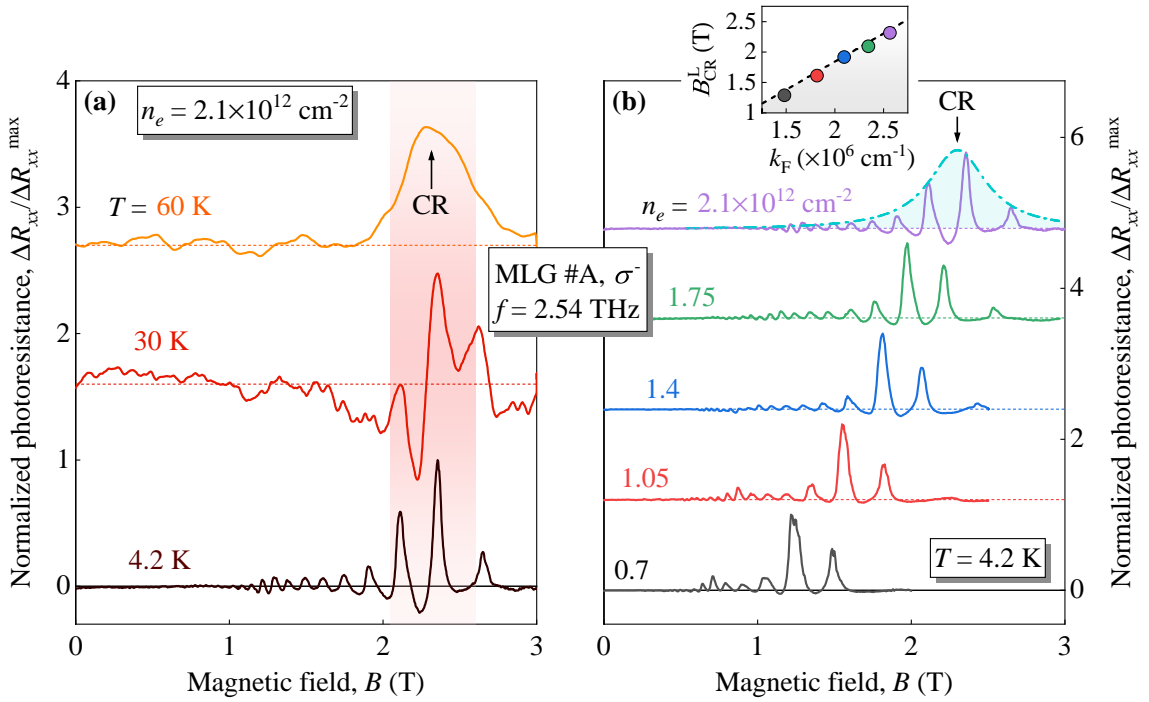 (a)
n_e = 2.1×10^12 cm^-2
T = 60 K
CR
30 K
4.2 K
4
3
2
1
0
0
1
2
3
Normalized photoresistance, ΔR_xx/ΔR_xx^max
Magnetic field, B (T)
MLG #A, σ^-
f = 2.54 THz
(b)
B_CR^L (T)
2.5
2
1.5
1
1.5
2
2.5
k_F (×10^6 cm^-1)
CR
n_e = 2.1×10^12 cm^-2
1.75
1.4
1.05
0.7
T = 4.2 K
6
4
2
0
0
1
2
3
Normalized photoresistance, ΔR_xx/ΔR_xx^max
Magnetic field, B (T)